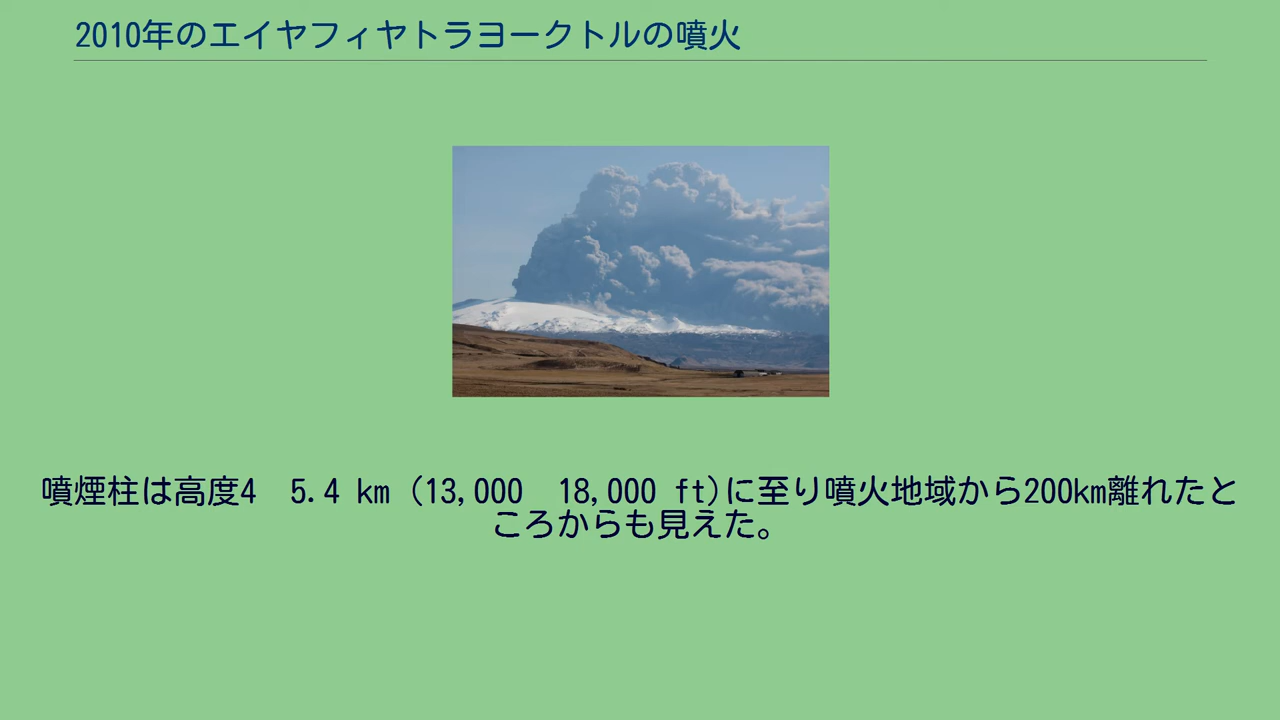 2010年のエイヤフィヤトラヨークトルの噴火
噴煙柱は高度4　5.4 km (13,000　18,000 ft)に至り噴火地域から200km離れたと
ころからも見えた。